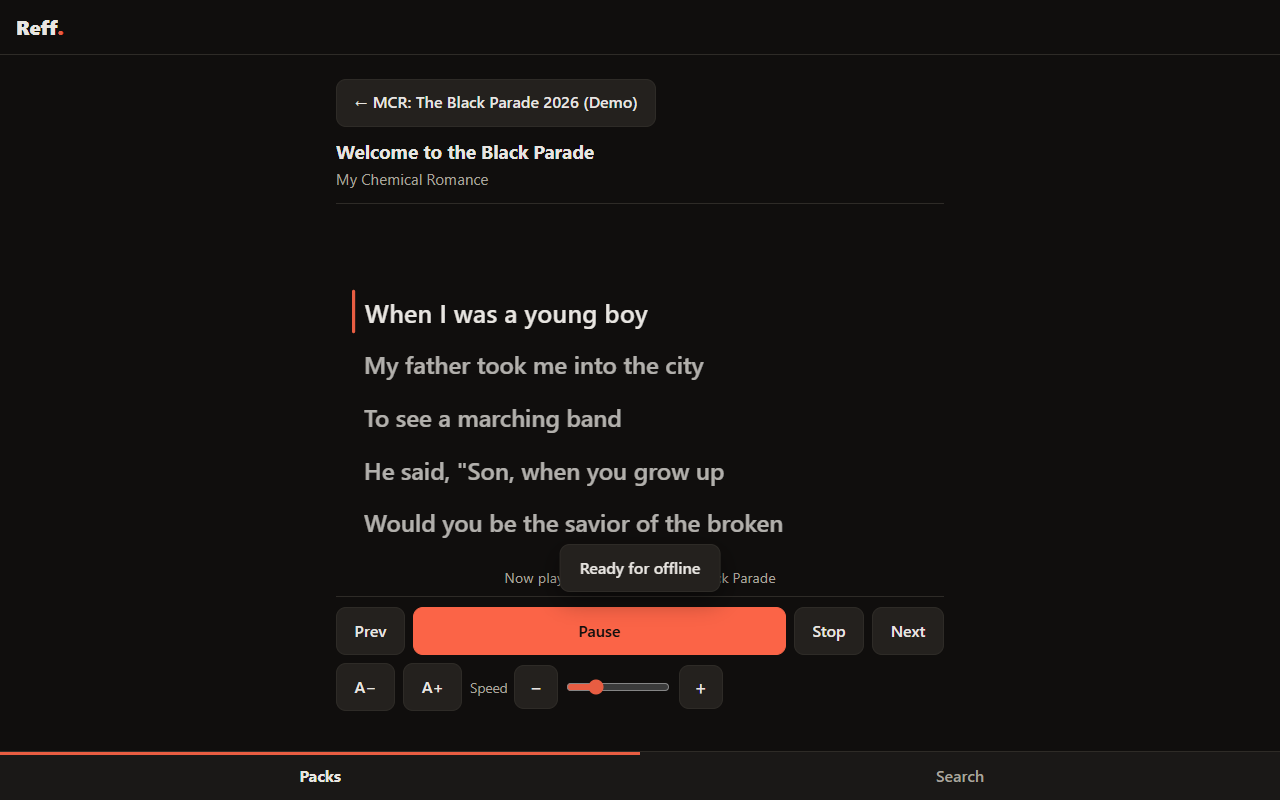 Reff.
← MCR: The Black Parade 2026 (Demo)
Welcome to the Black Parade
My Chemical Romance
When I was a young boy
My father took me into the city
To see a marching band
He said, "Son, when you grow up
Would you be the savior of the broken
Ready for offline
Now Parade
Prev Pause Stop Next
A− A+ Speed − +
Packs Search